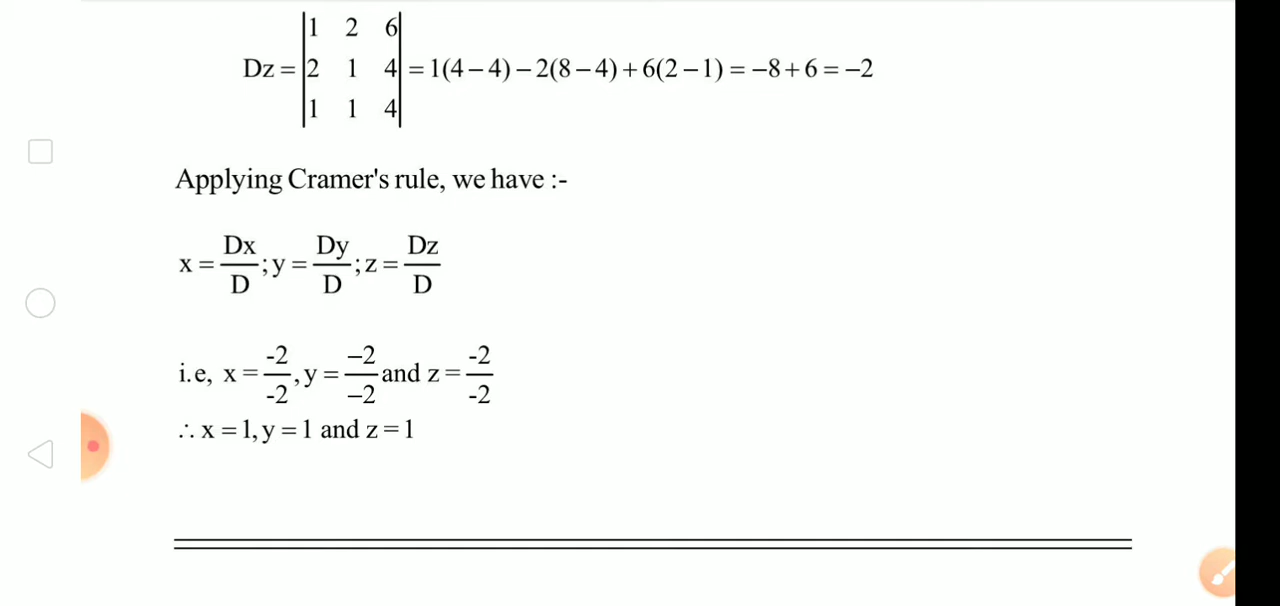 Dz = |1 2 6|
|2 1 4| = 1(4 – 4) – 2(8 – 4) + 6(2 – 1) = –8 + 6 = –2
|1 1 4|
Applying Cramer's rule, we have :-
x = Dx/D ; y = Dy/D ; z = Dz/D
i.e, x = -2/-2 , y = –2/–2 and z = -2/-2
∴ x = 1, y = 1 and z = 1